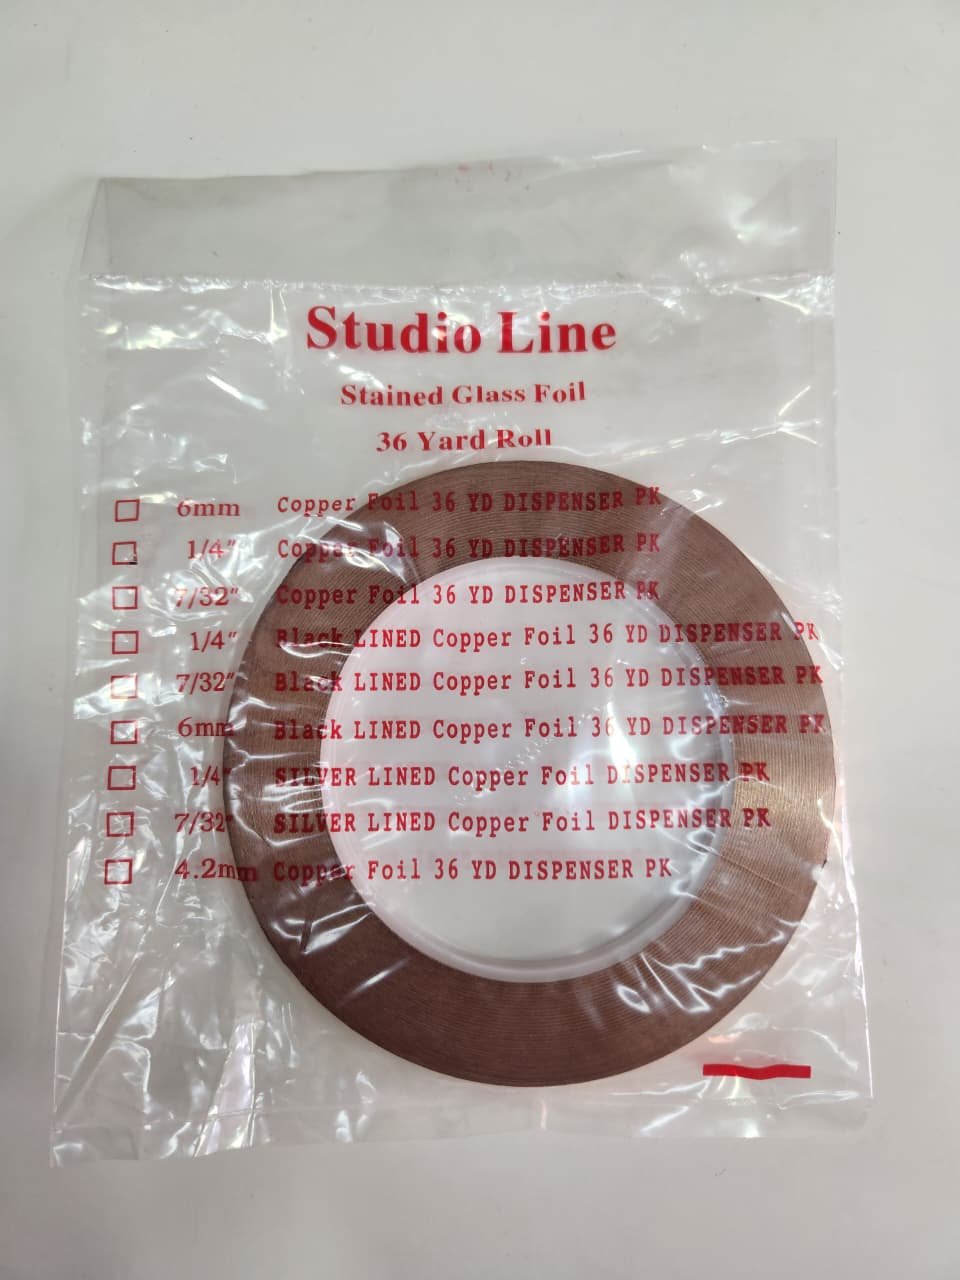 Studio Line
Stained Glass Foil
36 Yard Roll
6mm Copper Foil 36 YD DISPENSER PK
1/4" Copper Foil 36 YD DISPENSER PK
7/32" Copper Foil 36 YD DISPENSER PK
1/4" Black LINED Copper Foil 36 YD DISPENSER PK
7/32" Black LINED Copper Foil 36 YD DISPENSER PK
6mm Black LINED Copper Foil 36 YD DISPENSER PK
1/4" SILVER LINED Copper Foil DISPENSER PK
7/32" SILVER LINED Copper Foil DISPENSER PK
4.2mm Copper Foil 36 YD DISPENSER PK